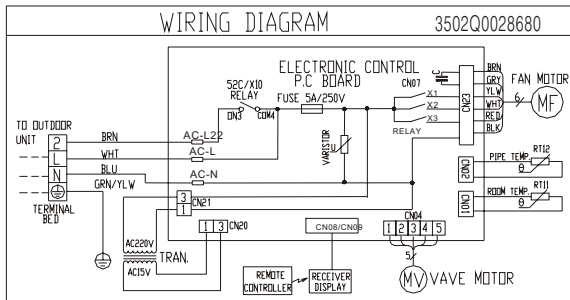 WIRING DIAGRAM 3502Q0028680
ELECTRONIC CONTROL
P.C BOARD
52C/X10
RELAY
ON3 COM4
FUSE 5A/250V
CN07
X1
X2
X3
RELAY
C
CN23
BRN
GRY
YLW
WHT
RED
BLK
FAN MOTOR
6
MF
TO OUTDOOR
UNIT
2
L
N
BRN
WHT
BLU
GRN/YLW
AC-L22
AC-L
AC-N
TERMINAL
BED
VARISTOR
U
CN02
PIPE TEMP.
θ
RT12
CN01
ROOM TEMP.
θ
RT11
3
1
CN21
1 3
CN20
CN08/CN09
CN04
1 2 3 4 5
5
AC220V
AC15V
TRAN.
REMOTE
CONTROLLER
RECEIVER
DISPLAY
MV
VAVE MOTOR